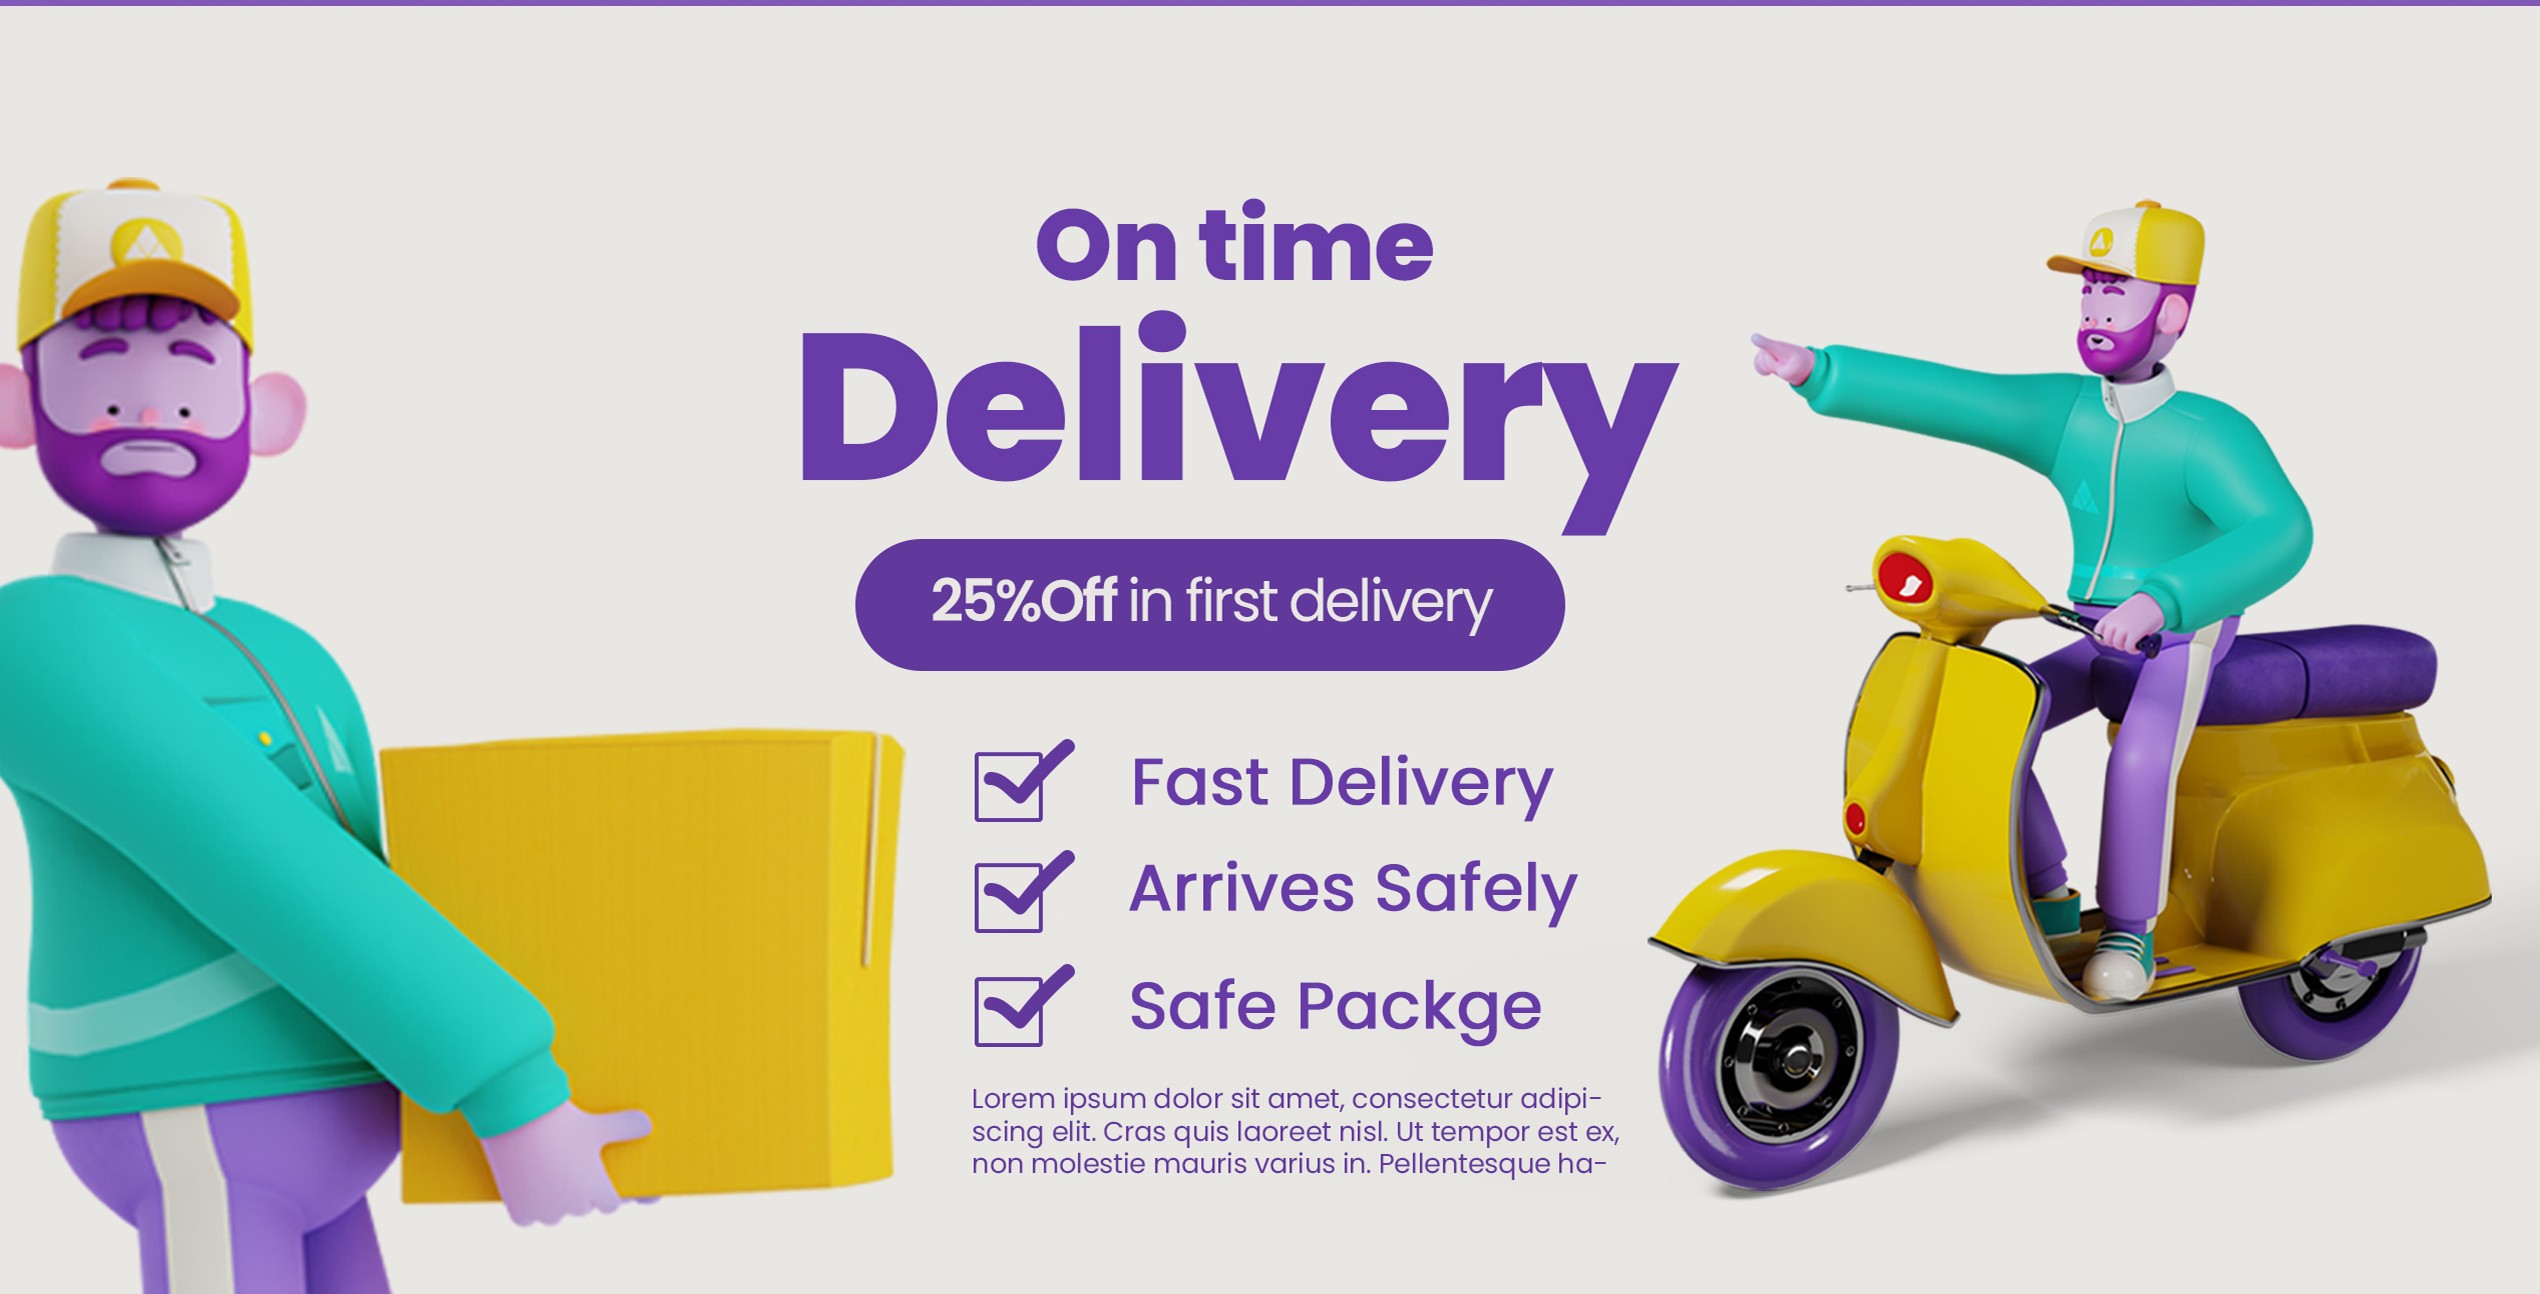 On time
Delivery
25%Off in first delivery
Fast Delivery
Arrives Safely
Safe Packge
Lorem ipsum dolor sit amet, consectetur adipi-
scing elit. Cras quis laoreet nisl. Ut tempor est ex,
non molestie mauris varius in. Pellentesque ha-